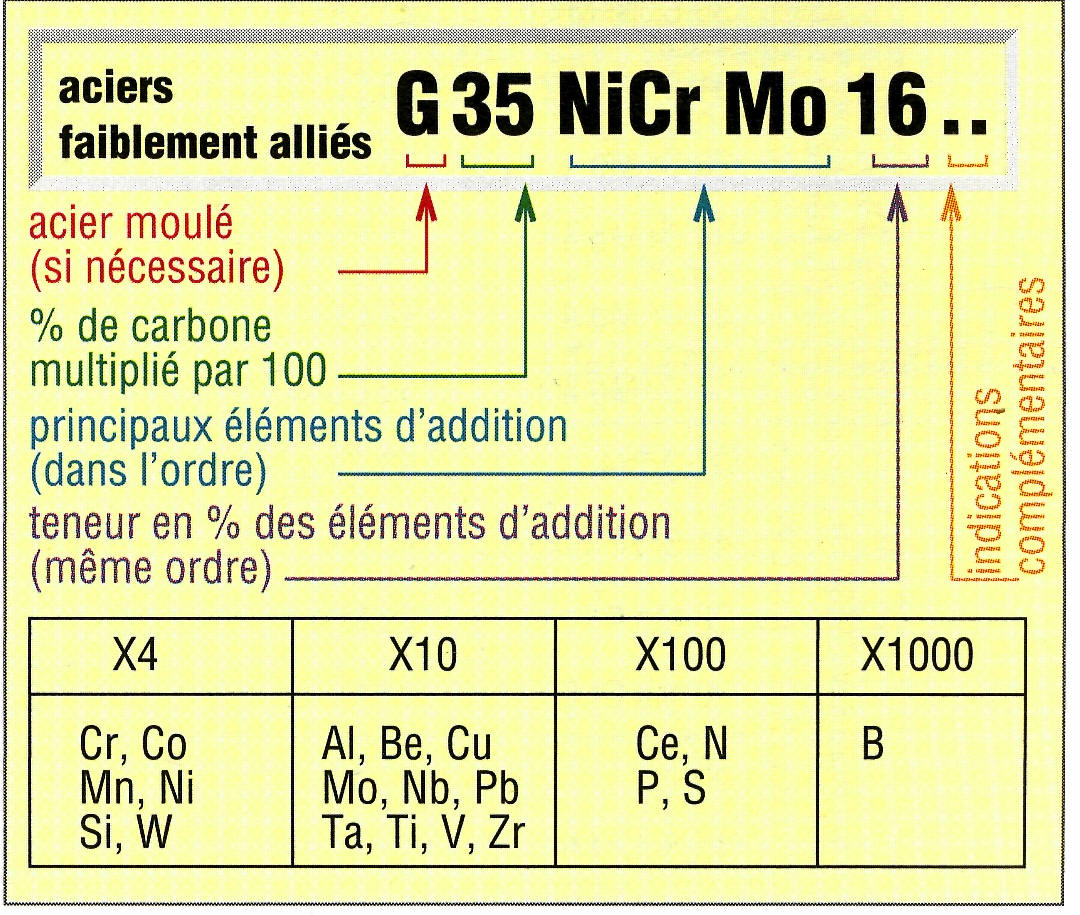 aciers
faiblement alliés
G 35 NiCr Mo 16 ..
acier moulé
(si nécessaire)
% de carbone
multiplié par 100
principaux éléments d'addition
(dans l'ordre)
teneur en % des éléments d'addition
(même ordre)
indications
complémentaires
X4 X10 X100 X1000
Cr, Co Al, Be, Cu Ce, N B
Mn, Ni Mo, Nb, Pb P, S
Si, W Ta, Ti, V, Zr